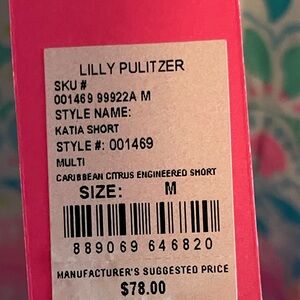 LILLY PULITZER
SKU #
001469 99922A M
STYLE NAME:
KATIA SHORT
STYLE #: 001469
MULTI
CARIBBEAN CITRUS ENGINEERED SHORT
SIZE: M
889069 646820
MANUFACTURER'S SUGGESTED PRICE
$78.00